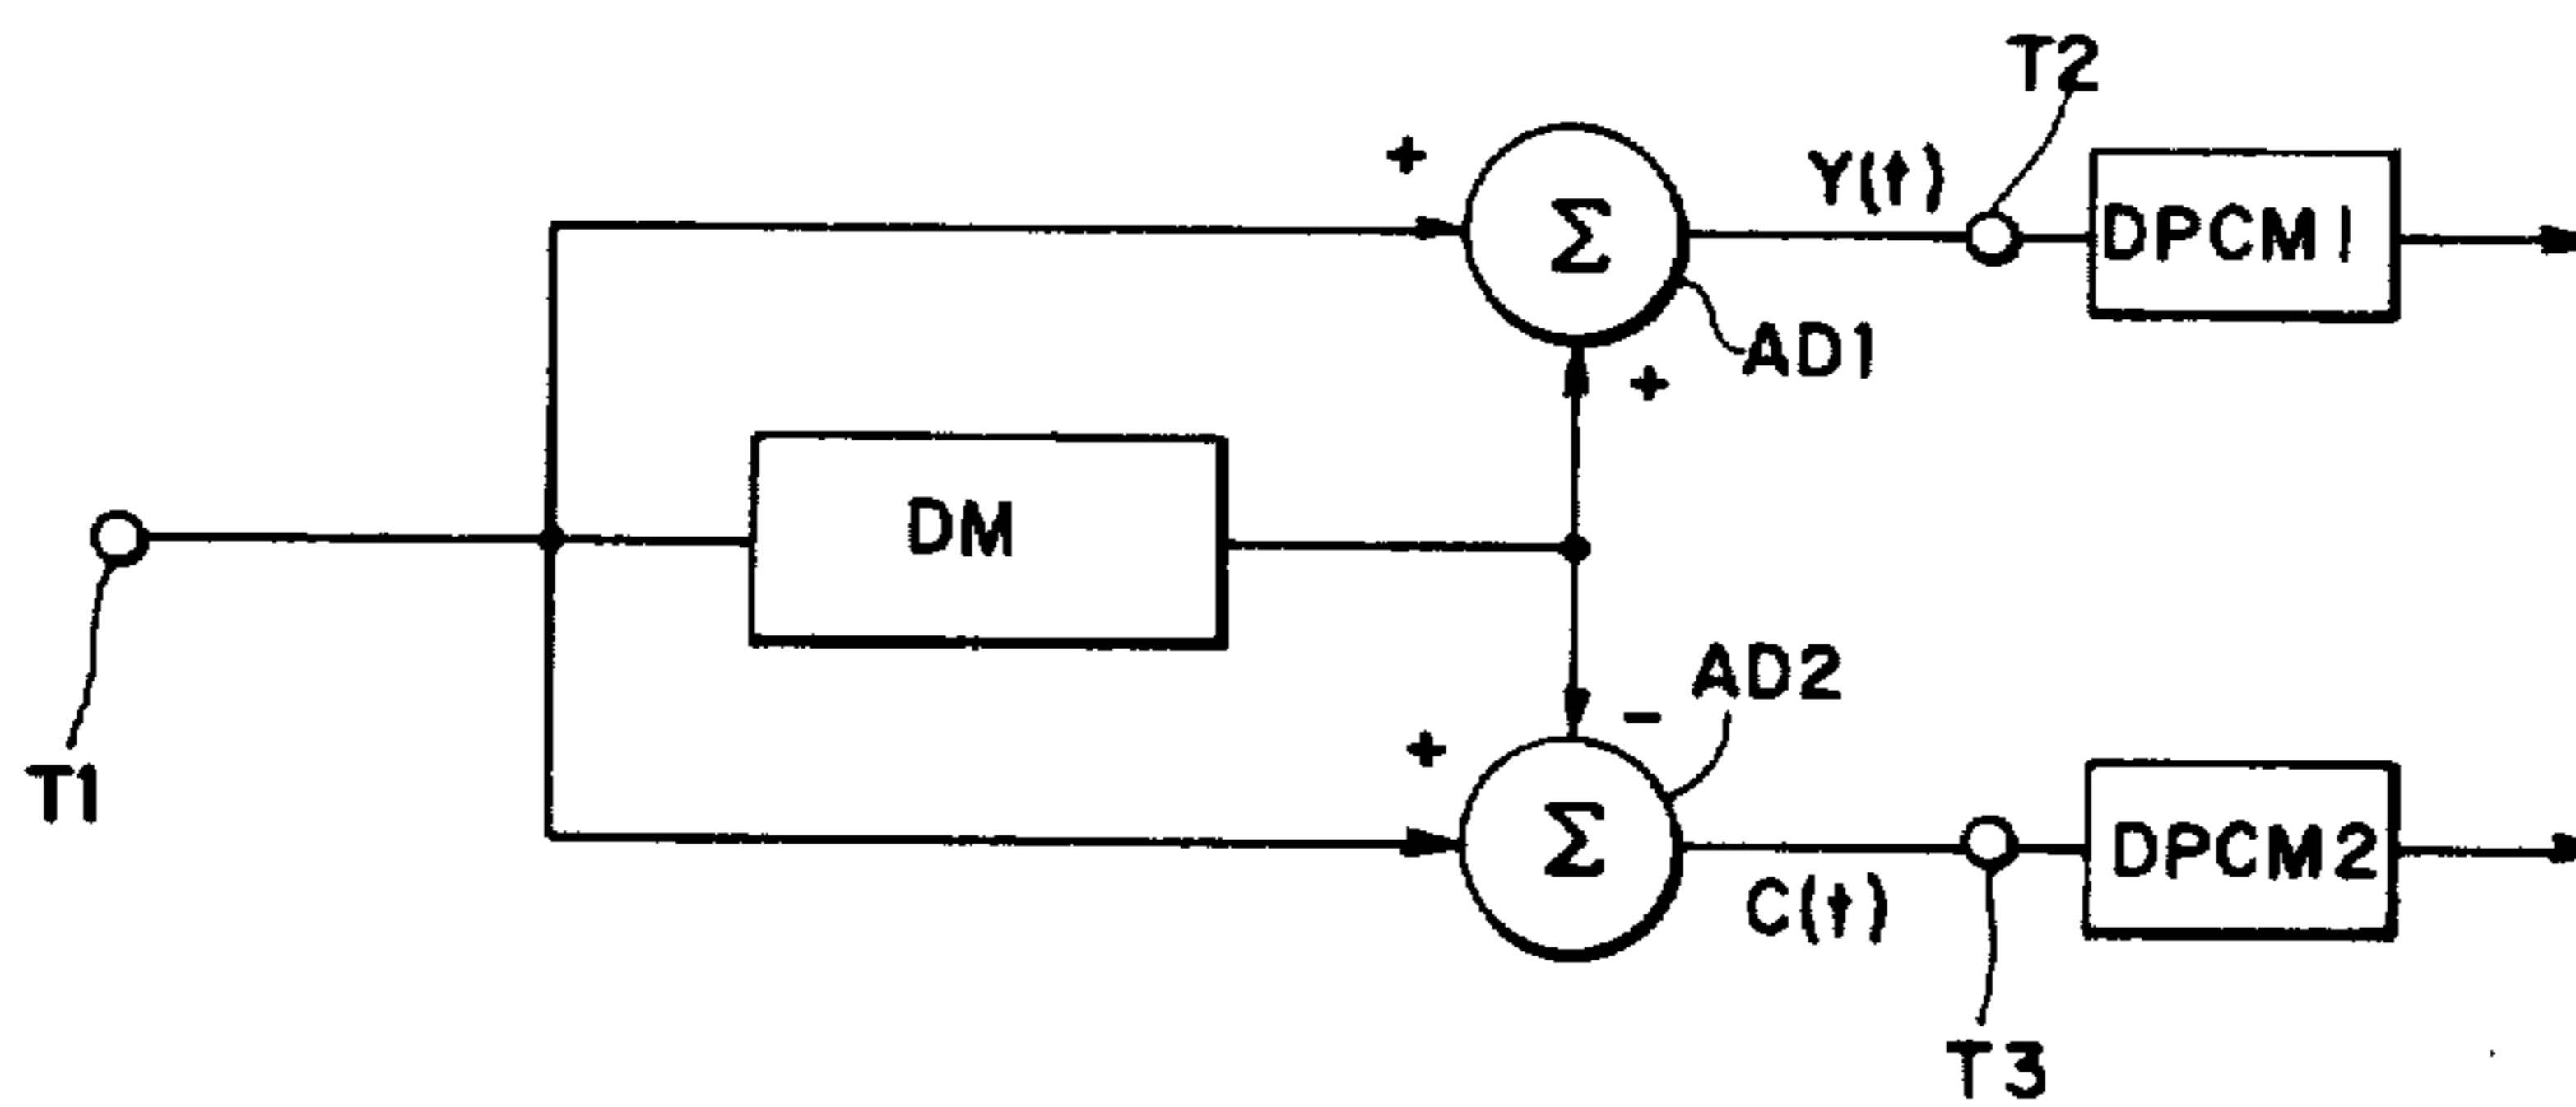 T2
+
Σ
Y(t)
DPCM1
AD1
+
DM
T1
AD2
-
+
Σ
C(t)
DPCM2
T3